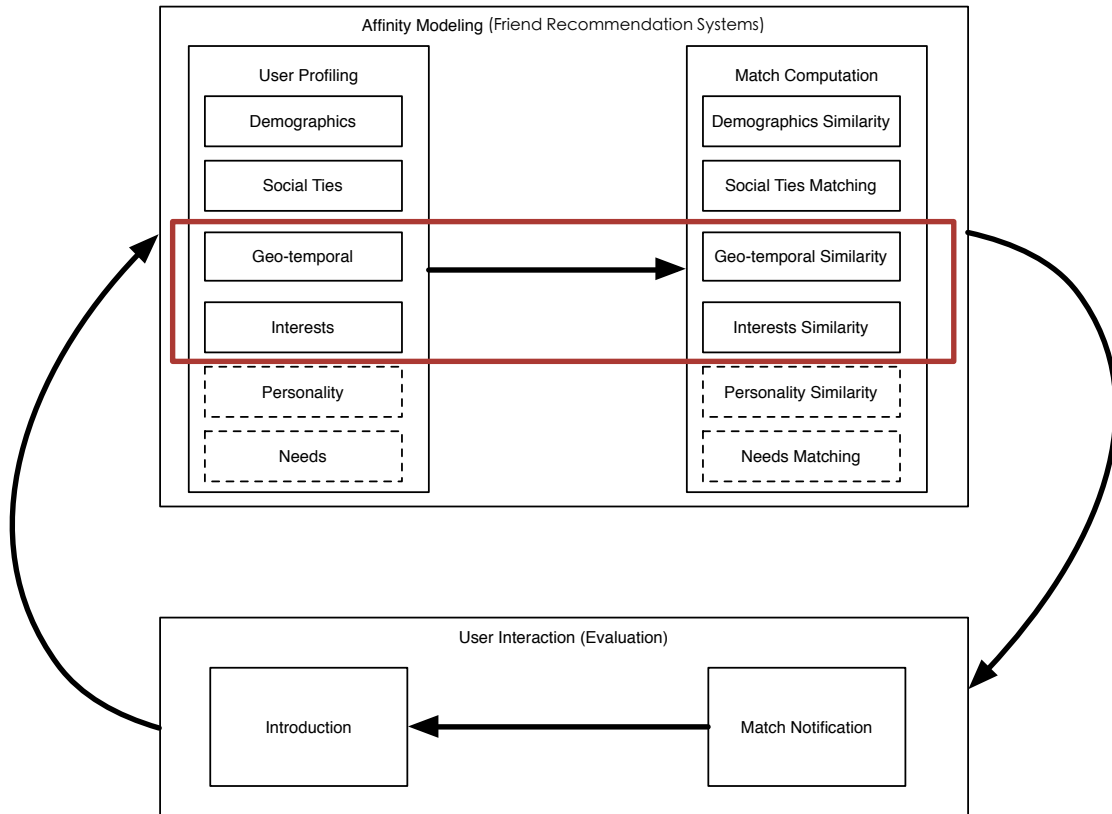 Affinity Modeling (Friend Recommendation Systems)
User Profiling
Demographics
Social Ties
Geo-temporal
Interests
Personality
Needs
Match Computation
Demographics Similarity
Social Ties Matching
Geo-temporal Similarity
Interests Similarity
Personality Similarity
Needs Matching
User Interaction (Evaluation)
Introduction
Match Notification